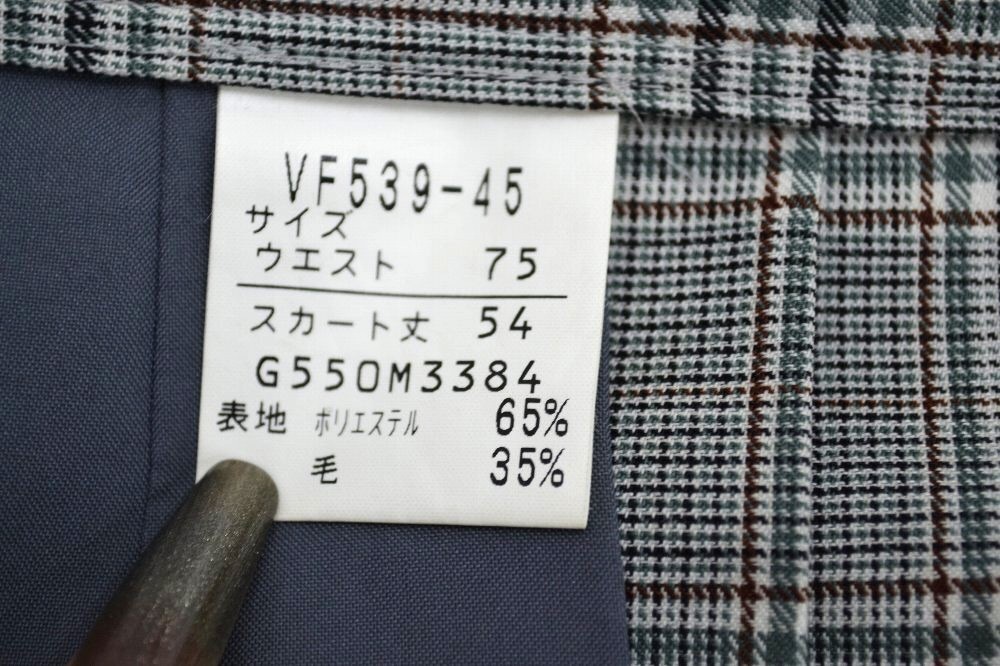 VF539-45
サイズ
ウエスト 75
スカート丈 54
G550M3384
表地 ポリエステル 65%
毛 35%